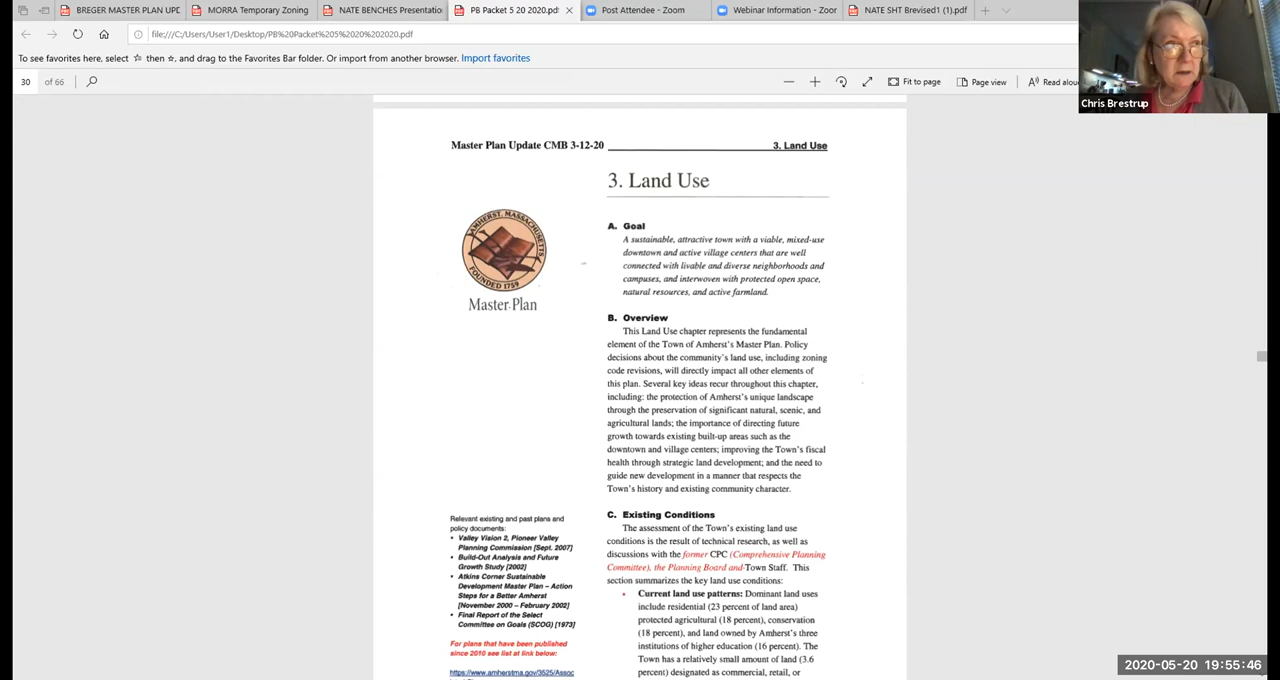 BREGER MASTER PLAN UPD
MORRA Temporary Zoning
NATE BENCHES Presentatio
PB Packet 5 20 2020.pdf
Post Attendee - Zoom
Webinar Information - Zoor
NATE SHT Brevised1 (1).pdf
file:///C:/Users/User1/Desktop/PB%20Packet%205%2020%202020.pdf
To see favorites here, select ☆ then ☆, and drag to the Favorites Bar folder. Or import from another browser. Import favorites
30 of 66
Fit to page
Page view
Read alou
Chris Brestrup
Master Plan Update CMB 3-12-20
3. Land Use
3. Land Use
AMHERST, MASSACHUSETTS
FOUNDED 1759
Master Plan
A. Goal
A sustainable, attractive town with a viable, mixed-use
downtown and active village centers that are well
connected with livable and diverse neighborhoods and
campuses, and interwoven with protected open space,
natural resources, and active farmland.
B. Overview
This Land Use chapter represents the fundamental
element of the Town of Amherst's Master Plan. Policy
decisions about the community's land use, including zoning
code revisions, will directly impact all other elements of
this plan. Several key ideas recur throughout this chapter,
including: the protection of Amherst's unique landscape
through the preservation of significant natural, scenic, and
agricultural lands; the importance of directing future
growth towards existing built-up areas such as the
downtown and village centers; improving the Town's fiscal
health through strategic land development; and the need to
guide new development in a manner that respects the
Town's history and existing community character.
Relevant existing and past plans and
policy documents:
• Valley Vision 2, Pioneer Valley
Planning Commission [Sept. 2007]
• Build-Out Analysis and Future
Growth Study [2002]
• Atkins Corner Sustainable
Development Master Plan – Action
Steps for a Better Amherst
[November 2000 – February 2002]
• Final Report of the Select
Committee on Goals (SCOG) [1973]
For plans that have been published
since 2010 see list at link below:
https://www.amherstma.gov/3525/Assoc
C. Existing Conditions
The assessment of the Town's existing land use
conditions is the result of technical research, as well as
discussions with the former CPC (Comprehensive Planning
Committee), the Planning Board and Town Staff. This
section summarizes the key land use conditions:
• Current land use patterns: Dominant land uses
include residential (23 percent of land area)
protected agricultural (18 percent), conservation
(18 percent), and land owned by Amherst's three
institutions of higher education (16 percent). The
Town has a relatively small amount of land (3.6
percent) designated as commercial, retail, or
2020-05-20 19:55:46